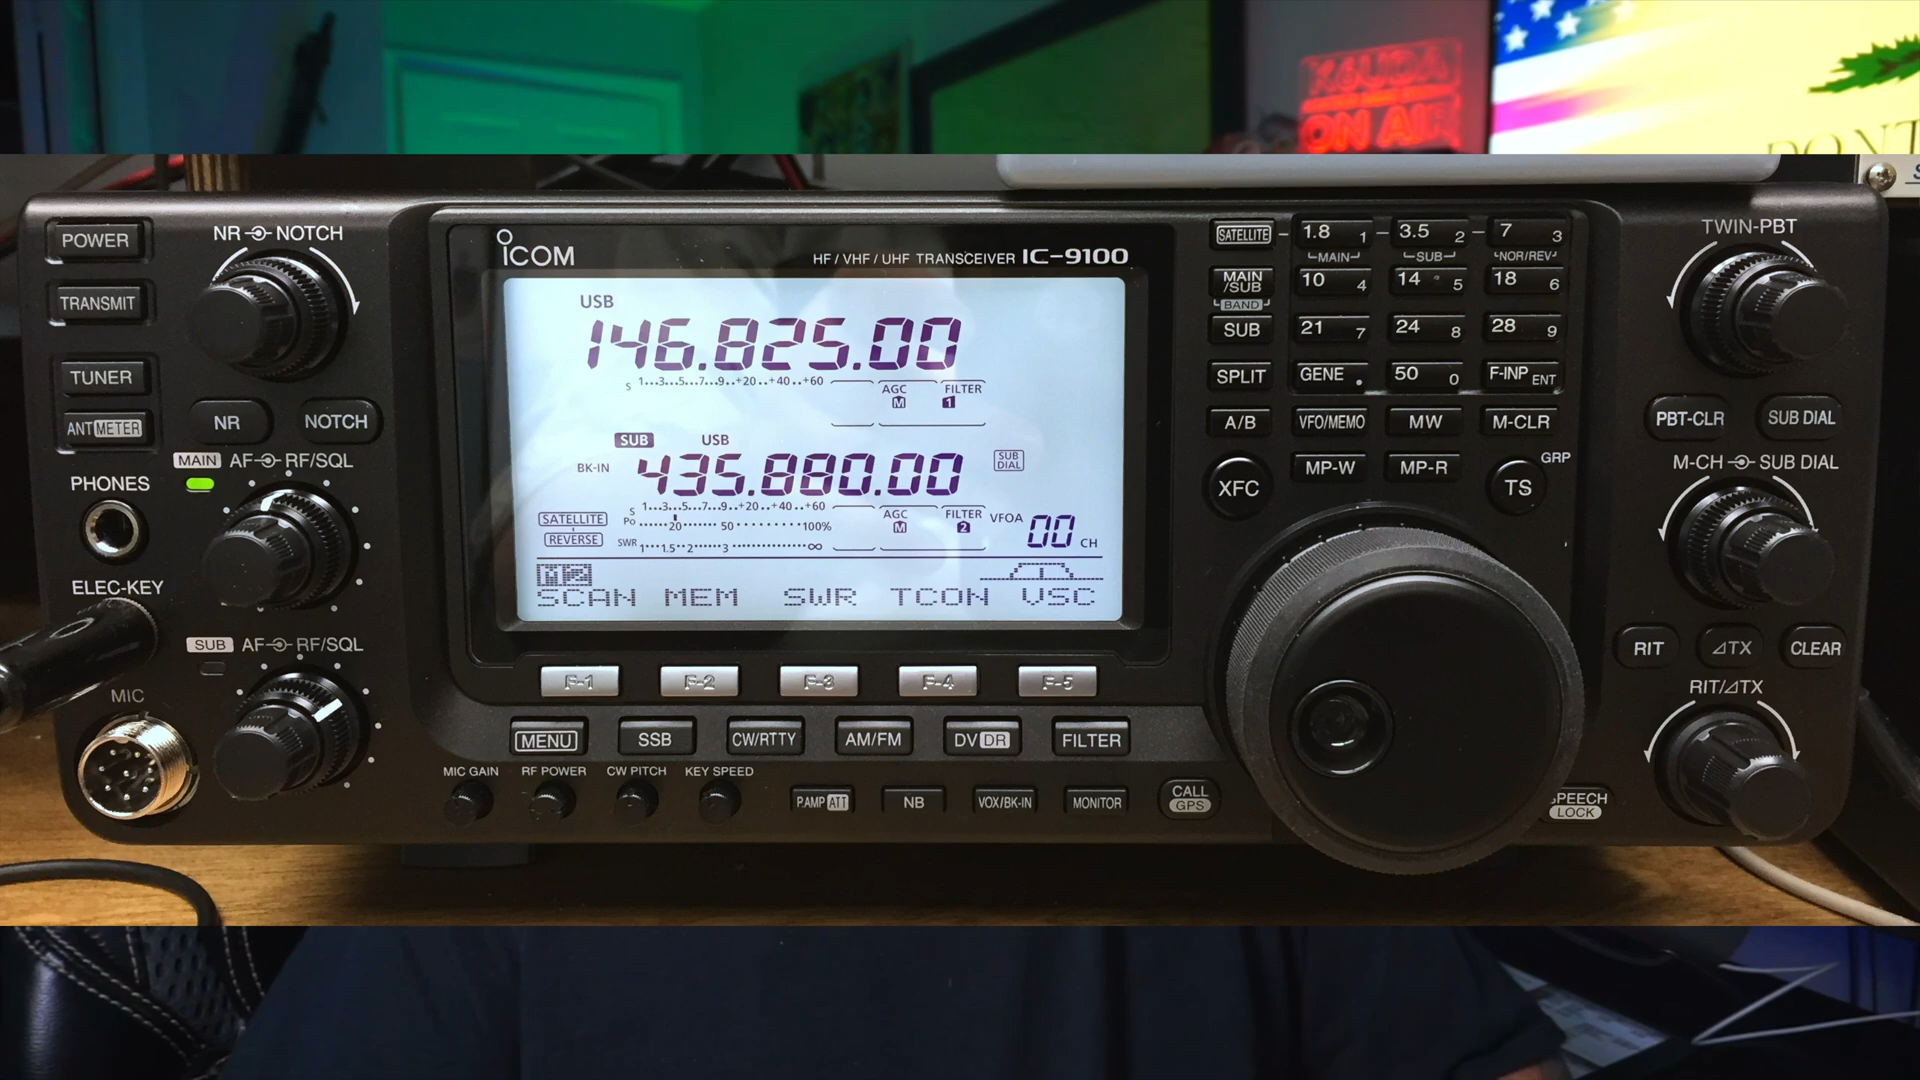 K6UDA
ON AIR
DON'T
POWER
TRANSMIT
TUNER
ANT METER
PHONES
ELEC-KEY
MIC
NR NOTCH
NR
NOTCH
MAIN AF RF/SQL
SUB AF RF/SQL
ICOM
HF / VHF / UHF TRANSCEIVER IC-9100
USB
146.825.00
S 1 3 5 7 9 +20 +40 +60
AGC FILTER
M 1
SUB USB
BK-IN 435.880.00 SUB DIAL
S 1 3 5 7 9 +20 +40 +60
Po 20 50 100%
SWR 1 1.5 2 3 ∞
AGC FILTER
M 2
VFOA 00 CH
SATELLITE
REVERSE
M2
SCAN MEM SWR TCON VSC
F-1 F-2 F-3 F-4 F-5
MENU SSB CW/RTTY AM/FM DV DR FILTER
MIC GAIN RF POWER CW PITCH KEY SPEED
P.AMP ATT NB VOX/BK-IN MONITOR
CALL
GPS
SATELLITE 1.8 1 3.5 2 7 3
MAIN SUB NOR/REV
MAIN/SUB 10 4 14 5 18 6
BAND
SUB 21 7 24 8 28 9
SPLIT GENE . 50 0 F-INP ENT
A/B VFO/MEMO MW M-CLR
XFC MP-W MP-R TS GRP
SPEECH
LOCK
TWIN-PBT
PBT-CLR SUB DIAL
M-CH SUB DIAL
RIT ⊿TX CLEAR
RIT/⊿TX